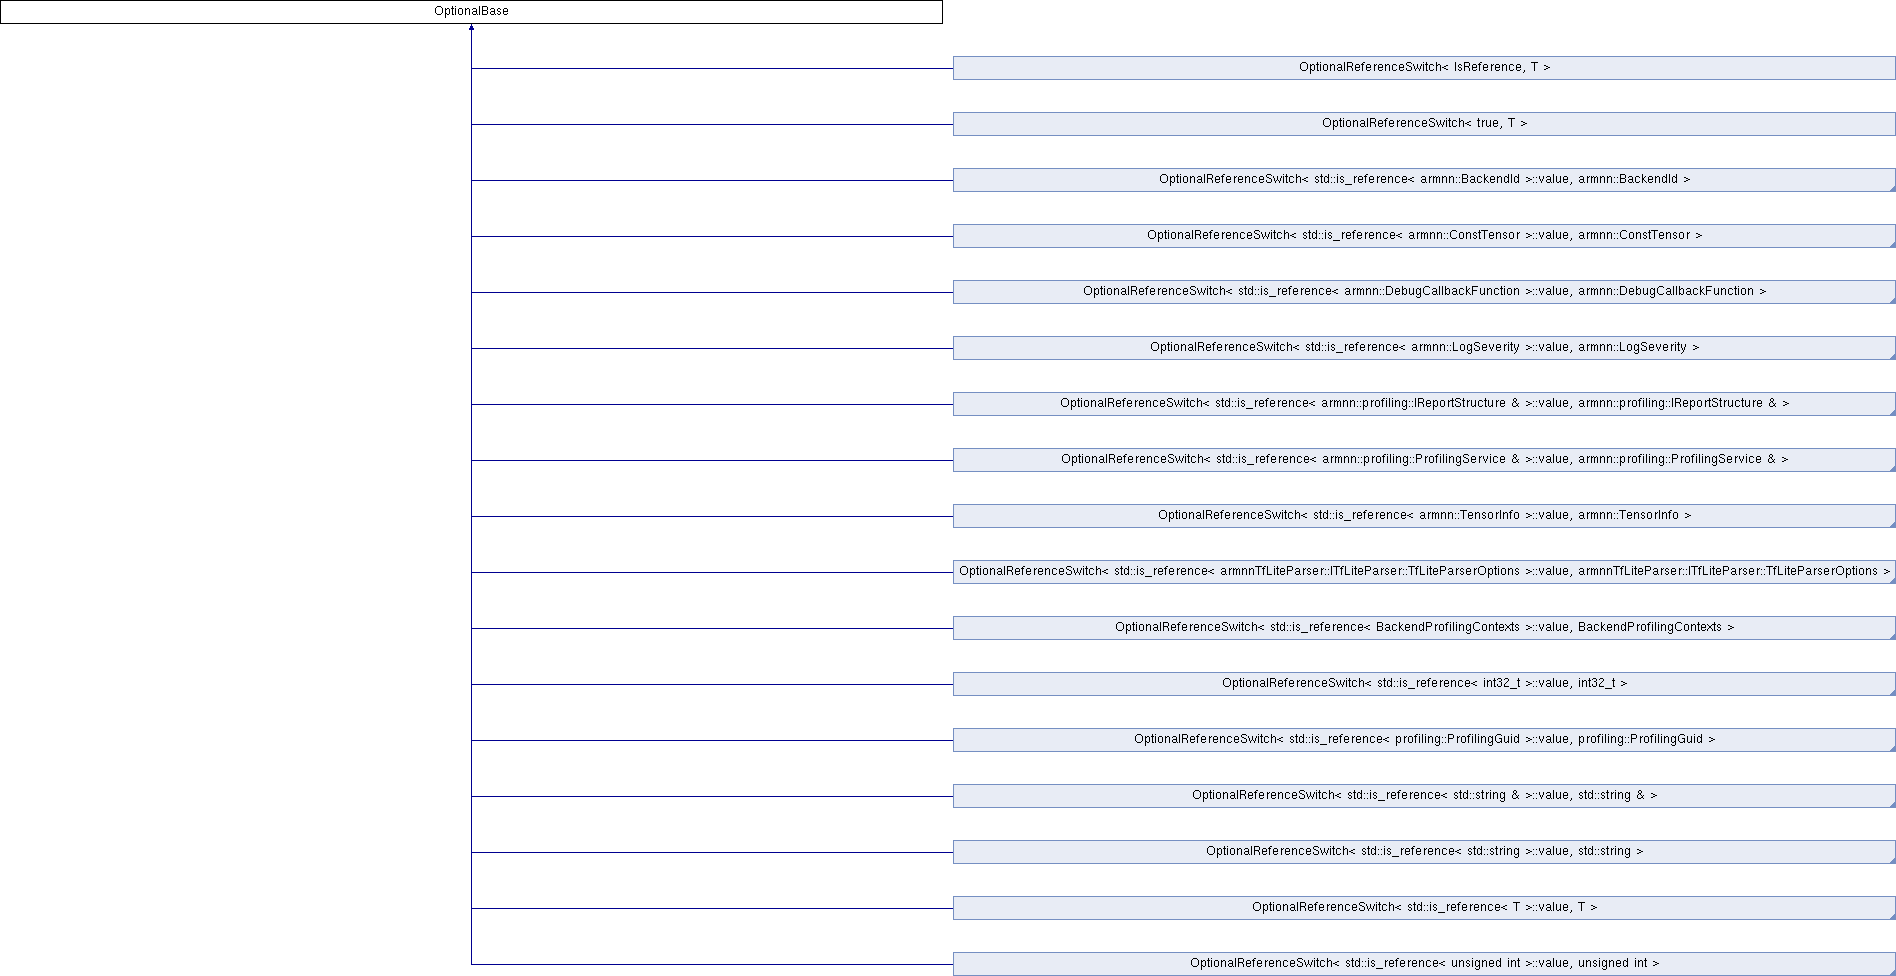 OptionalBase
OptionalReferenceSwitch< IsReference, T >
OptionalReferenceSwitch< true, T >
OptionalReferenceSwitch< std::is_reference< armnn::BackendId >::value, armnn::BackendId >
OptionalReferenceSwitch< std::is_reference< armnn::ConstTensor >::value, armnn::ConstTensor >
OptionalReferenceSwitch< std::is_reference< armnn::DebugCallbackFunction >::value, armnn::DebugCallbackFunction >
OptionalReferenceSwitch< std::is_reference< armnn::LogSeverity >::value, armnn::LogSeverity >
OptionalReferenceSwitch< std::is_reference< armnn::profiling::IReportStructure & >::value, armnn::profiling::IReportStructure & >
OptionalReferenceSwitch< std::is_reference< armnn::profiling::ProfilingService & >::value, armnn::profiling::ProfilingService & >
OptionalReferenceSwitch< std::is_reference< armnn::TensorInfo >::value, armnn::TensorInfo >
OptionalReferenceSwitch< std::is_reference< armnnTfLiteParser::ITfLiteParser::TfLiteParserOptions >::value, armnnTfLiteParser::ITfLiteParser::TfLiteParserOptions >
OptionalReferenceSwitch< std::is_reference< BackendProfilingContexts >::value, BackendProfilingContexts >
OptionalReferenceSwitch< std::is_reference< int32_t >::value, int32_t >
OptionalReferenceSwitch< std::is_reference< profiling::ProfilingGuid >::value, profiling::ProfilingGuid >
OptionalReferenceSwitch< std::is_reference< std::string & >::value, std::string & >
OptionalReferenceSwitch< std::is_reference< std::string >::value, std::string >
OptionalReferenceSwitch< std::is_reference< T >::value, T >
OptionalReferenceSwitch< std::is_reference< unsigned int >::value, unsigned int >